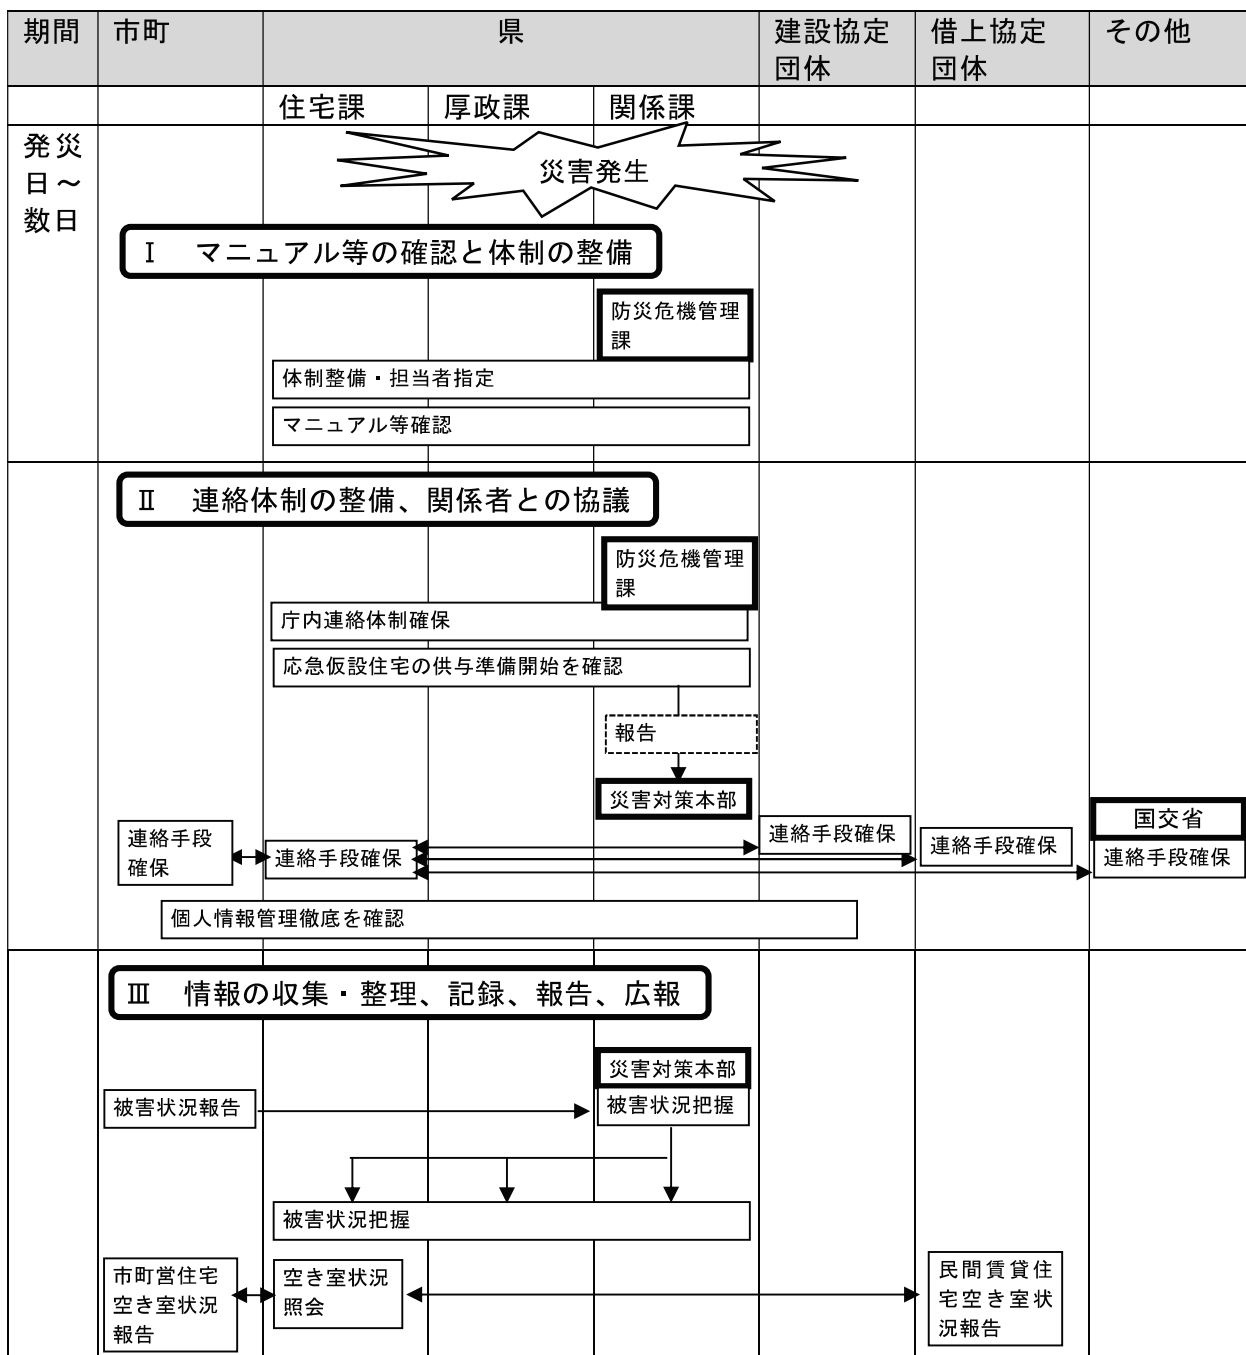 期間
市町
県
建設協定
団体
借上協定
団体
その他
住宅課
厚政課
関係課
発災
日～
数日
災害発生
Ⅰ　マニュアル等の確認と体制の整備
防災危機管理
課
体制整備・担当者指定
マニュアル等確認
Ⅱ　連絡体制の整備、関係者との協議
防災危機管理
課
庁内連絡体制確保
応急仮設住宅の供与準備開始を確認
報告
災害対策本部
国交省
連絡手段
確保
連絡手段確保
連絡手段確保
連絡手段確保
連絡手段確保
個人情報管理徹底を確認
Ⅲ　情報の収集・整理、記録、報告、広報
災害対策本部
被害状況報告
被害状況把握
被害状況把握
市町営住宅
空き室状況
報告
空き室状況
照会
民間賃貸住
宅空き室状
況報告